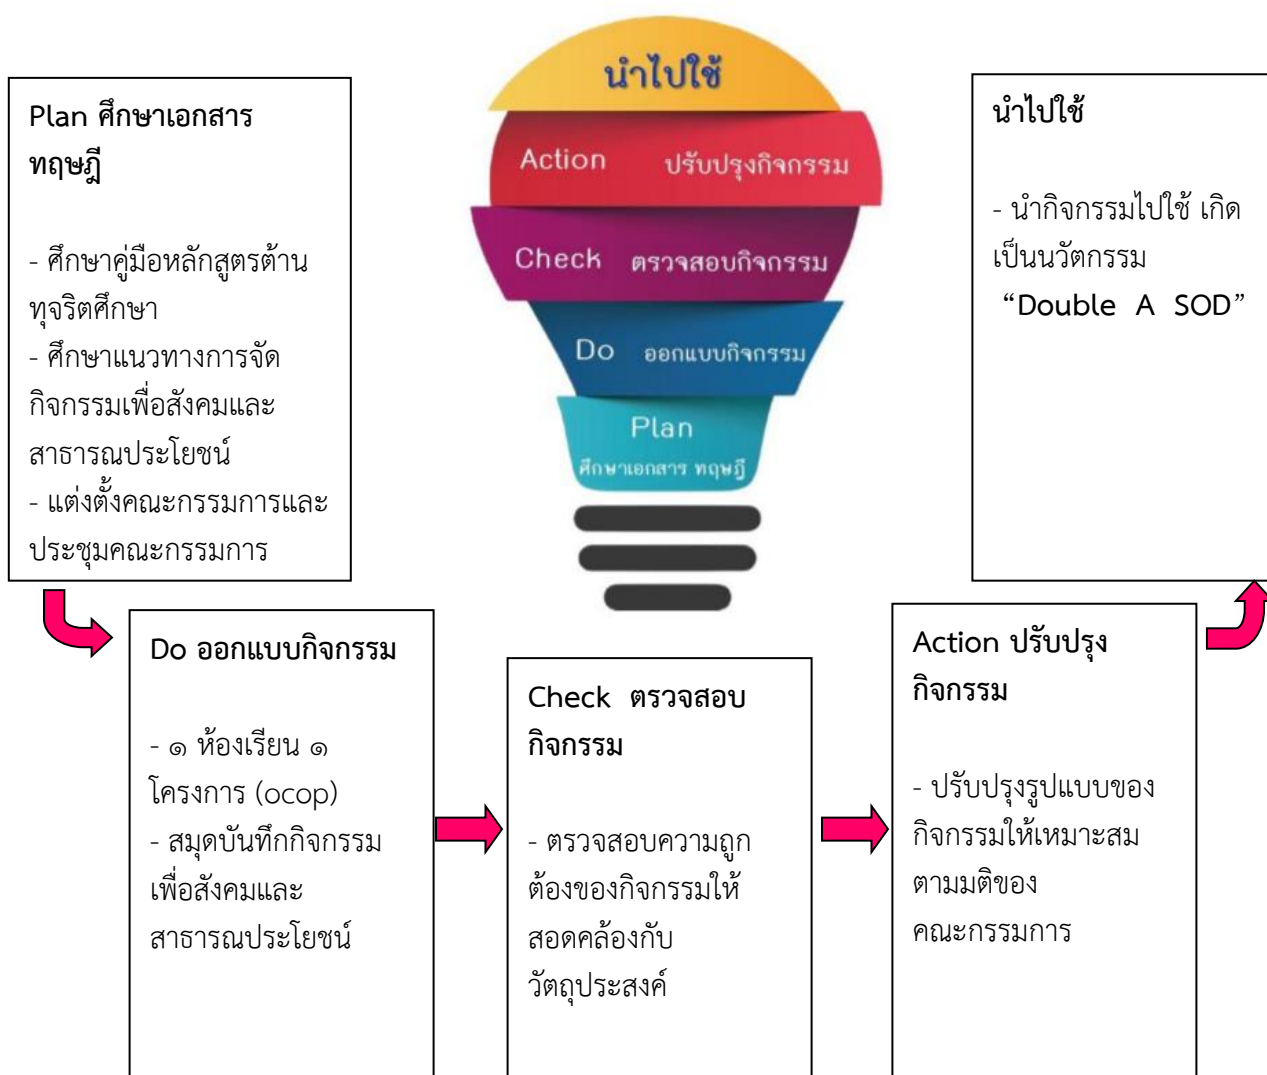 นำไปใช้
Action ปรับปรุงกิจกรรม
Check ตรวจสอบกิจกรรม
Do ออกแบบกิจกรรม
Plan
ศึกษาเอกสาร ทฤษฎี
Plan ศึกษาเอกสาร
ทฤษฎี
- ศึกษาคู่มือหลักสูตรต้าน
ทุจริตศึกษา
- ศึกษาแนวทางการจัด
กิจกรรมเพื่อสังคมและ
สาธารณประโยชน์
- แต่งตั้งคณะกรรมการและ
ประชุมคณะกรรมการ
Do ออกแบบกิจกรรม
- ๑ ห้องเรียน ๑
โครงการ (ocop)
- สมุดบันทึกกิจกรรม
เพื่อสังคมและ
สาธารณประโยชน์
Check ตรวจสอบ
กิจกรรม
- ตรวจสอบความถูก
ต้องของกิจกรรมให้
สอดคล้องกับ
วัตถุประสงค์
Action ปรับปรุง
กิจกรรม
- ปรับปรุงรูปแบบของ
กิจกรรมให้เหมาะสม
ตามมติของ
คณะกรรมการ
นำไปใช้
- นำกิจกรรมไปใช้ เกิด
เป็นนวัตกรรม
“Double A SOD”